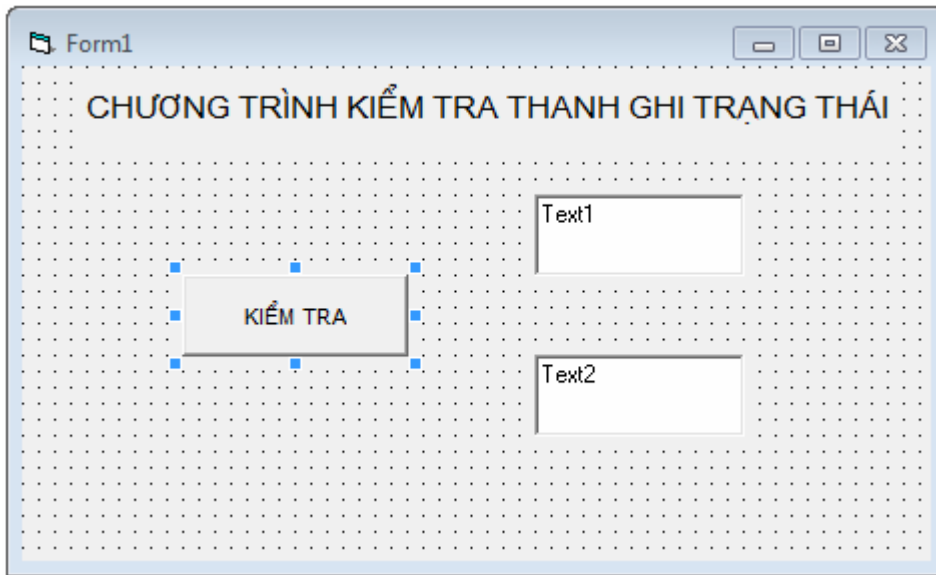 Form1
CHƯƠNG TRÌNH KIỂM TRA THANH GHI TRẠNG THÁI
Text1
KIỂM TRA
Text2